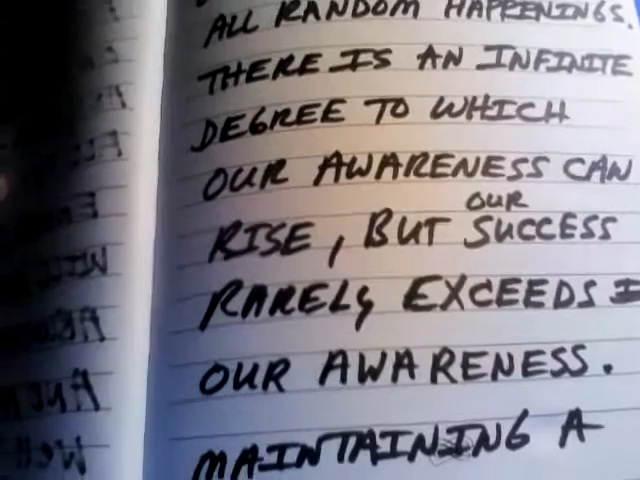 ALL RANDOM HAPPENINGS.
THERE IS AN INFINITE
DEGREE TO WHICH
OUR AWARENESS CAN
OUR
RISE, BUT SUCCESS
RARELY EXCEEDS
OUR AWARENESS.
MAINTAINING A